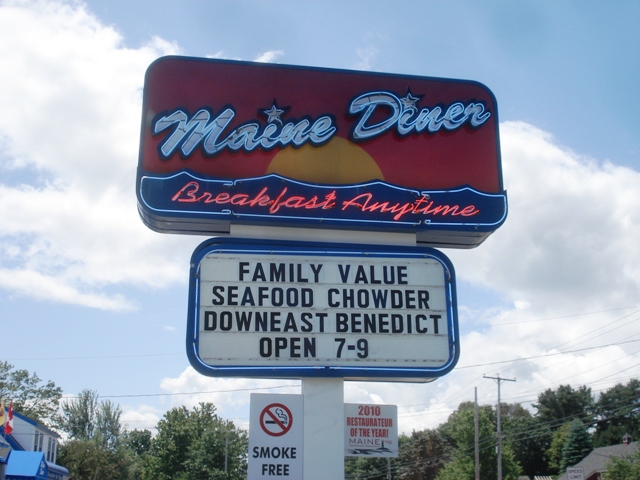 Maine Diner
Breakfast Anytime
FAMILY VALUE
SEAFOOD CHOWDER
DOWNEAST BENEDICT
OPEN 7-9
SMOKE
FREE
2010
RESTAURATEUR
OF THE YEAR!
MAINE